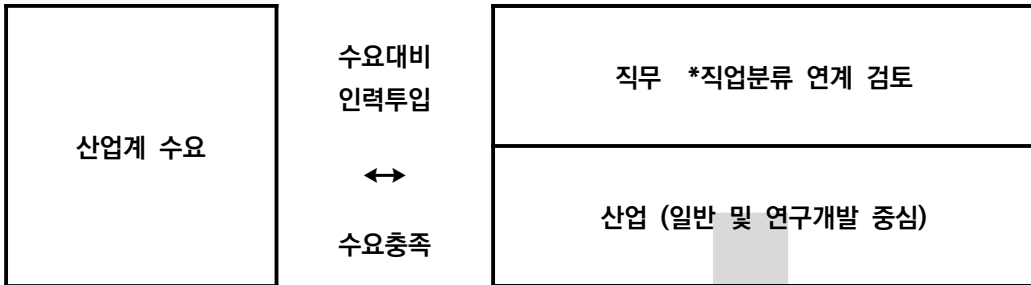 산업계 수요
수요대비
인력투입
↔
수요충족
직무 *직업분류 연계 검토
산업 (일반 및 연구개발 중심)